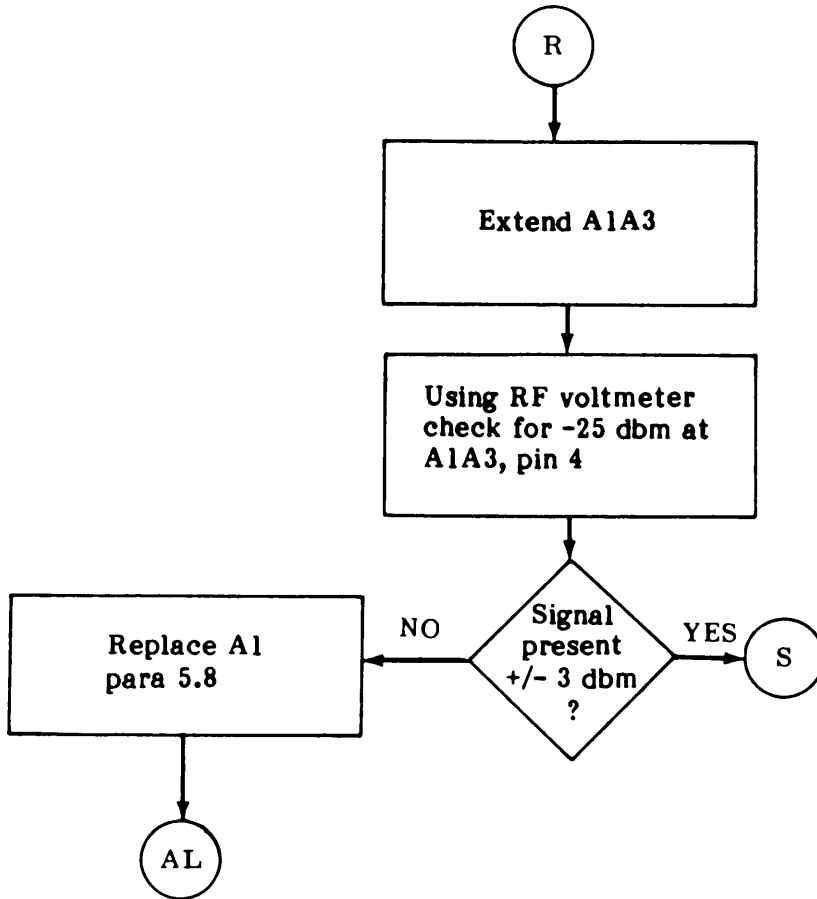 R
Extend A1A3
Using RF voltmeter
check for -25 dbm at
A1A3, pin 4
Signal
present
+/- 3 dbm
?
NO
YES
S
Replace A1
para 5.8
AL